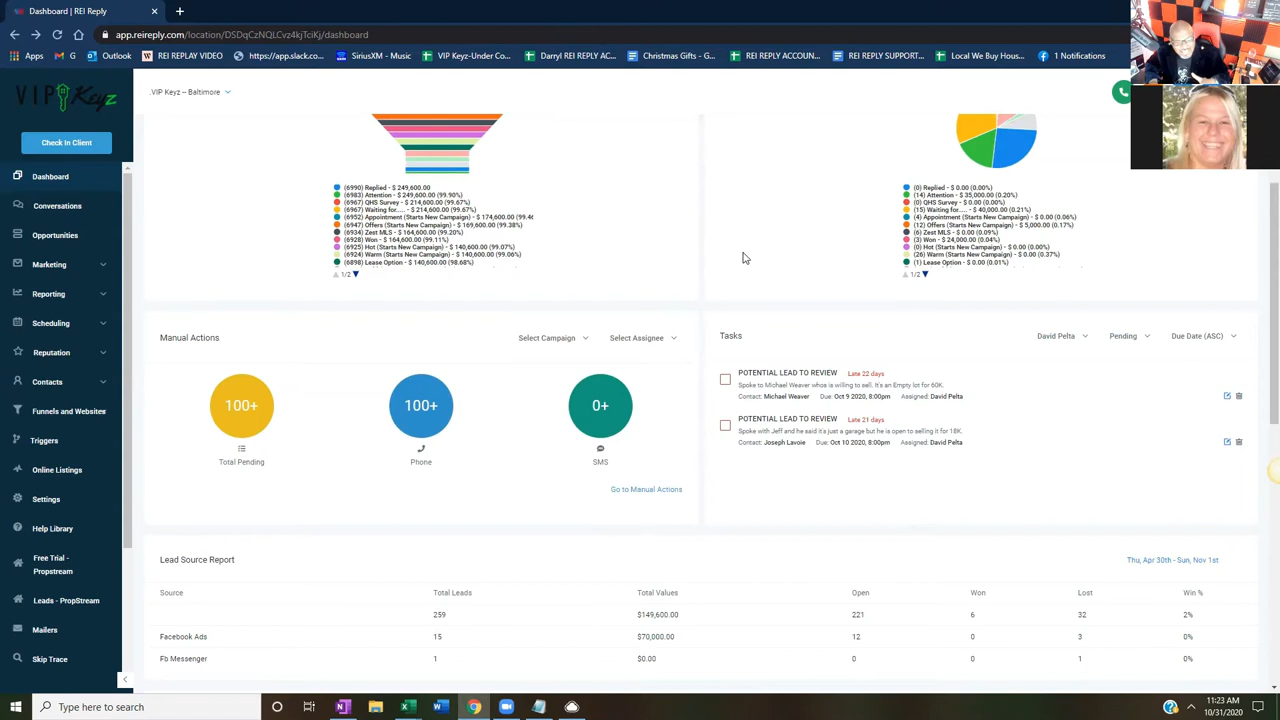 Dashboard
app.reireply.com/location/DSDqCzNQLCvz4kjTiKj/dashboard
Apps
G
Outlook
REI REPLAY VIDEO
https://app.slack.co...
SiriusXM - Music
VIP Keyz-Under Co...
Daryll REI REPLY AC...
Christmas Gifts - G...
REI REPLY ACCOUN...
REI REPLY SUPPORT...
Local We Buy Hous...
1 Notifications
VIP Keyz
.VIP Keyz -- Baltimore
Check In Client
Dashboard
Conversations
Opportunities
Marketing
Reporting
Scheduling
Reputation
Contacts
Funnels and Websites
Triggers
Online Listings
Settings
Help Library
Free Trial -
Propstream
Leads - PropStream
Mailers
Skip Trace
(6990) Replied - $ 249,600.00
(6983) Attention - $ 249,600.00 (99.90%)
(6967) QHS Survey - $ 214,600.00 (99.67%)
(6967) Waiting for..... - $ 214,600.00 (99.67%)
(6952) Appointment (Starts New Campaign) - $ 174,600.00 (99.46
(6947) Offers (Starts New Campaign) - $ 169,600.00 (99.38%)
(6934) Zest MLS - $ 164,600.00 (99.20%)
(6928) Won - $ 164,600.00 (99.11%)
(6925) Hot (Starts New Campaign) - $ 140,600.00 (99.07%)
(6924) Warm (Starts New Campaign) - $ 140,600.00 (99.06%)
(6898) Lease Option - $ 140,600.00 (98.68%)
1/2
(0) Replied - $ 0.00 (0.00%)
(14) Attention - $ 35,000.00 (0.20%)
(0) QHS Survey - $ 0.00 (0.00%)
(15) Waiting for..... - $ 40,000.00 (0.21%)
(4) Appointment (Starts New Campaign) - $ 0.00 (0.06%)
(12) Offers (Starts New Campaign) - $ 5,000.00 (0.17%)
(6) Zest MLS - $ 0.00 (0.09%)
(3) Won - $ 24,000.00 (0.04%)
(0) Hot (Starts New Campaign) - $ 0.00 (0.00%)
(26) Warm (Starts New Campaign) - $ 0.00 (0.37%)
(1) Lease Option - $ 0.00 (0.01%)
1/2
Manual Actions
Select Campaign
Select Assignee
100+
100+
0+
Total Pending
Phone
SMS
Go to Manual Actions
Tasks
David Pelta
Pending
Due Date (ASC)
POTENTIAL LEAD TO REVIEW Late 22 days
Spoke to Michael Weaver whos is willing to sell. It's an Empty lot for 60K.
Contact: Michael Weaver Due: Oct 9 2020, 8:00pm Assigned: David Pelta
POTENTIAL LEAD TO REVIEW Late 21 days
Spoke with Jeff and he said it's just a garage but he is open to selling it for 18K.
Contact: Joseph Lavoie Due: Oct 10 2020, 8:00pm Assigned: David Pelta
Lead Source Report
Thu, Apr 30th - Sun, Nov 1st
Source Total Leads Total Values Open Won Lost Win %
259 $149,600.00 221 6 32 2%
Facebook Ads 15 $70,000.00 12 0 3 0%
Fb Messenger 1 $0.00 0 0 1 0%
Type here to search
11:23 AM
10/31/2020